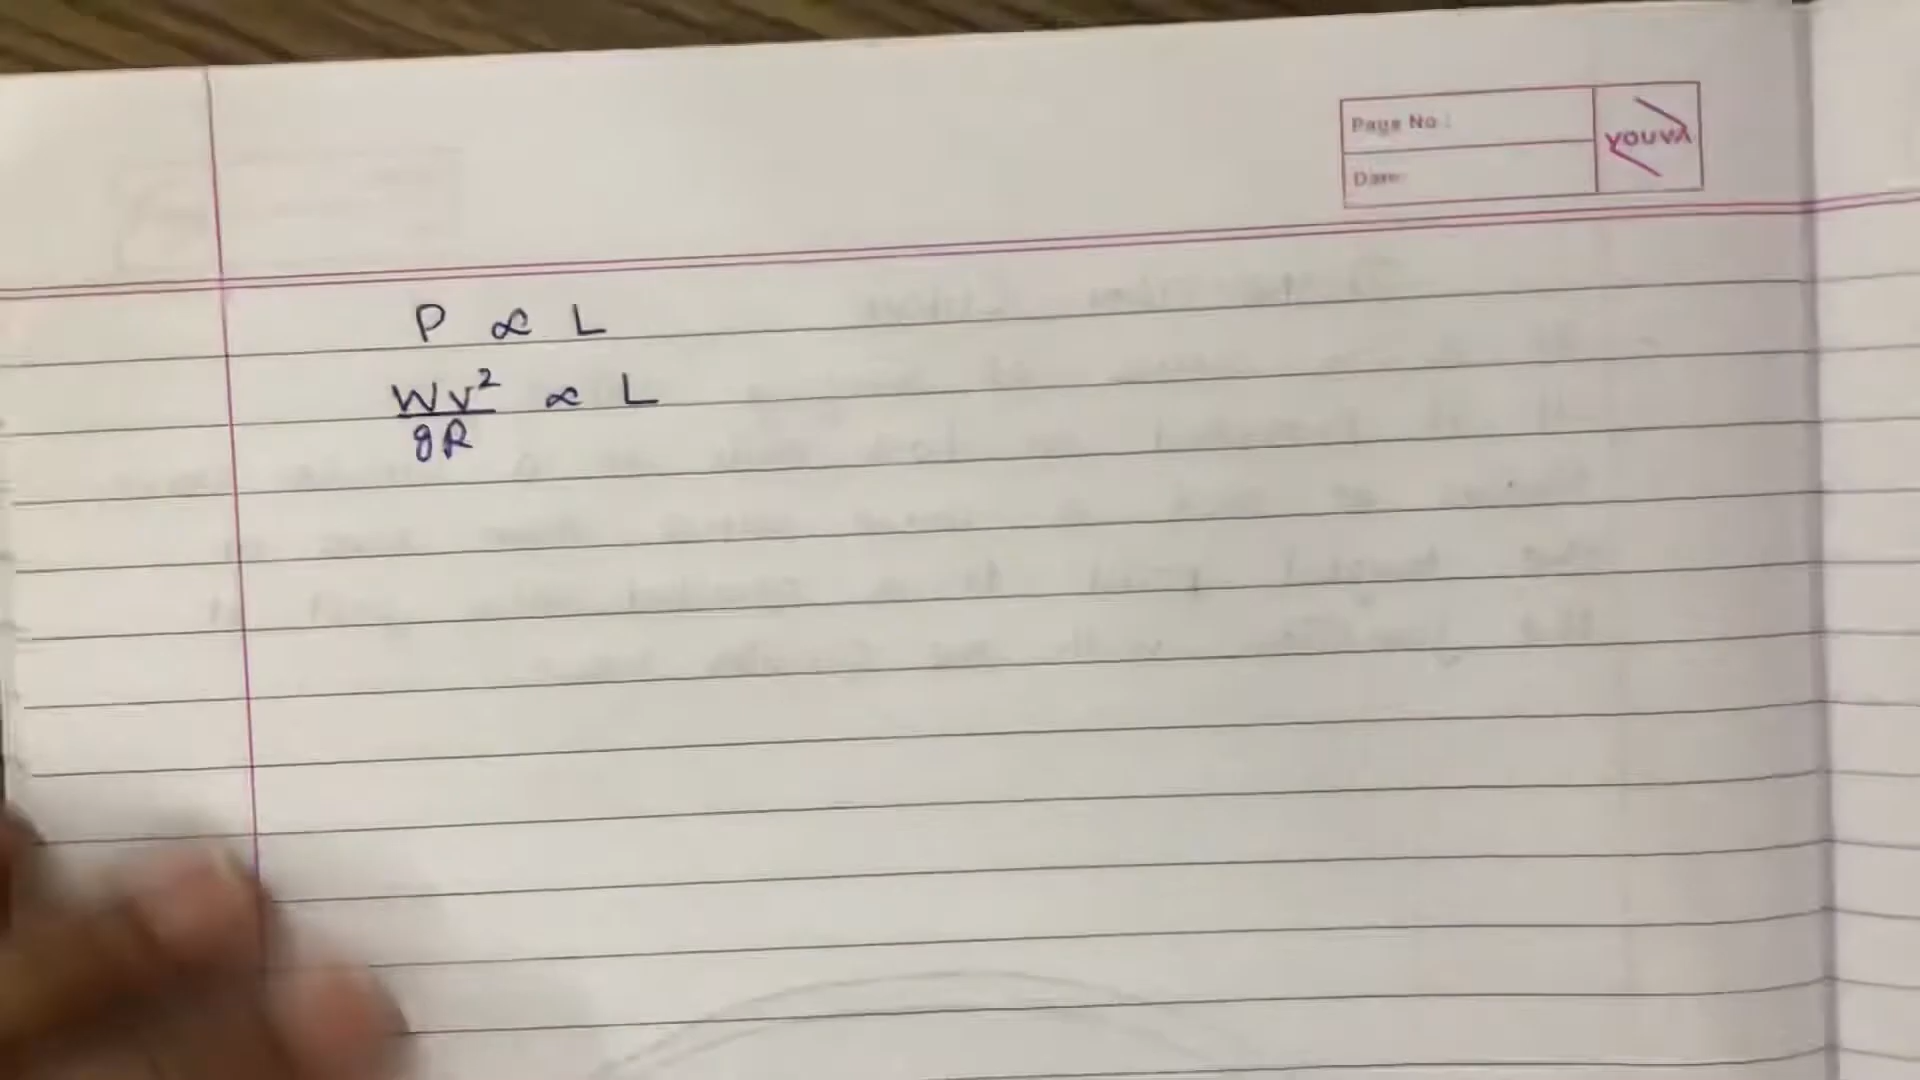 Page No :
Date:
YOUVA
P ∝ L
Wv²/gR ∝ L